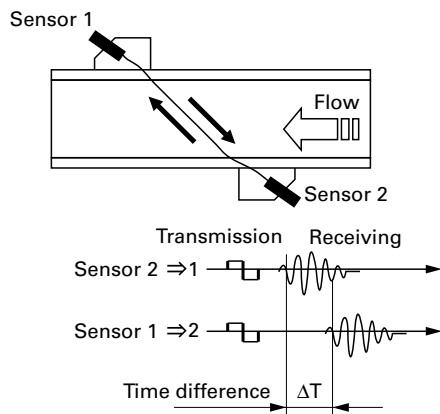 Sensor 1
Flow
Sensor 2
Transmission Receiving
Sensor 2 ⇒1
Sensor 1 ⇒2
Time difference ΔT